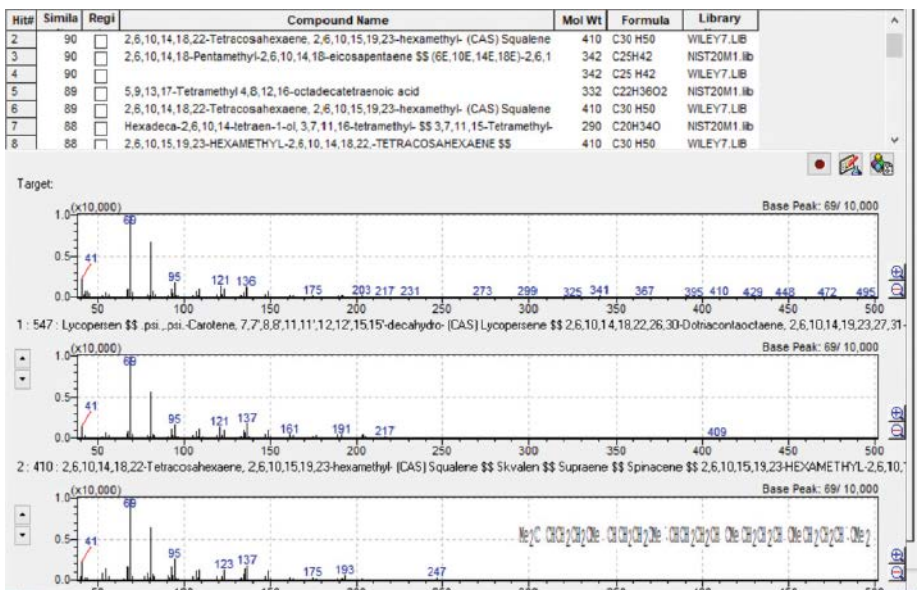 Hit# Simila Regi Compound Name Mol Wt Formula Library
2 90 2,6,10,14,18,22-Tetracosahexaene, 2,6,10,15,19,23-hexamethyl- (CAS) Squalene 410 C30 H50 WILEY7.LIB
3 90 2,6,10,14,18-Pentamethyl-2,6,10,14,18-eicosapentaene $$ (6E,10E,14E,18E)-2,6,1 342 C25H42 NIST20M1.lib
4 90 342 C25 H42 WILEY7.LIB
5 89 5,9,13,17-Tetramethyl 4,8,12,16-octadecatetraenoic acid 332 C22H36O2 NIST20M1.lib
6 89 2,6,10,14,18,22-Tetracosahexaene, 2,6,10,15,19,23-hexamethyl- (CAS) Squalene 410 C30 H50 WILEY7.LIB
7 88 Hexadeca-2,6,10,14-tetraen-1-ol, 3,7,11,16-tetramethyl- $$ 3,7,11,15-Tetramethyl- 290 C20H34O NIST20M1.lib
8 88 2,6,10,15,19,23-HEXAMETHYL-2,6,10,14,18,22,-TETRACOSAHEXAENE $$ 410 C30 H50 WILEY7.LIB
Target:
(x10,000) Base Peak: 69/ 10,000
1.0 69
0.5
41 95 121 136
0.0 175 203 217 231 273 299 325 341 367 395 410 429 448 472 495
50 100 150 200 250 300 350 400 450 500
1 : 547 : Lycopersen $$ .psi.,.psi.-Carotene, 7,7',8,8',11,11',12,12',15,15'-decahydro- (CAS) Lycopersene $$ 2,6,10,14,18,22,26,30-Dotriacontaoctaene, 2,6,10,14,19,23,27,31-
(x10,000) Base Peak: 69/ 10,000
1.0 69
0.5
41 95 121 137
0.0 161 191 217 409
50 100 150 200 250 300 350 400 450 500
2 : 410 : 2,6,10,14,18,22-Tetracosahexaene, 2,6,10,15,19,23-hexamethyl- (CAS) Squalene $$ Skvalen $$ Supraene $$ Spinacene $$ 2,6,10,15,19,23-HEXAMETHYL-2,6,10,1
(x10,000) Base Peak: 69/ 10,000
1.0 69
0.5
41 95 123 137
0.0 175 193 247